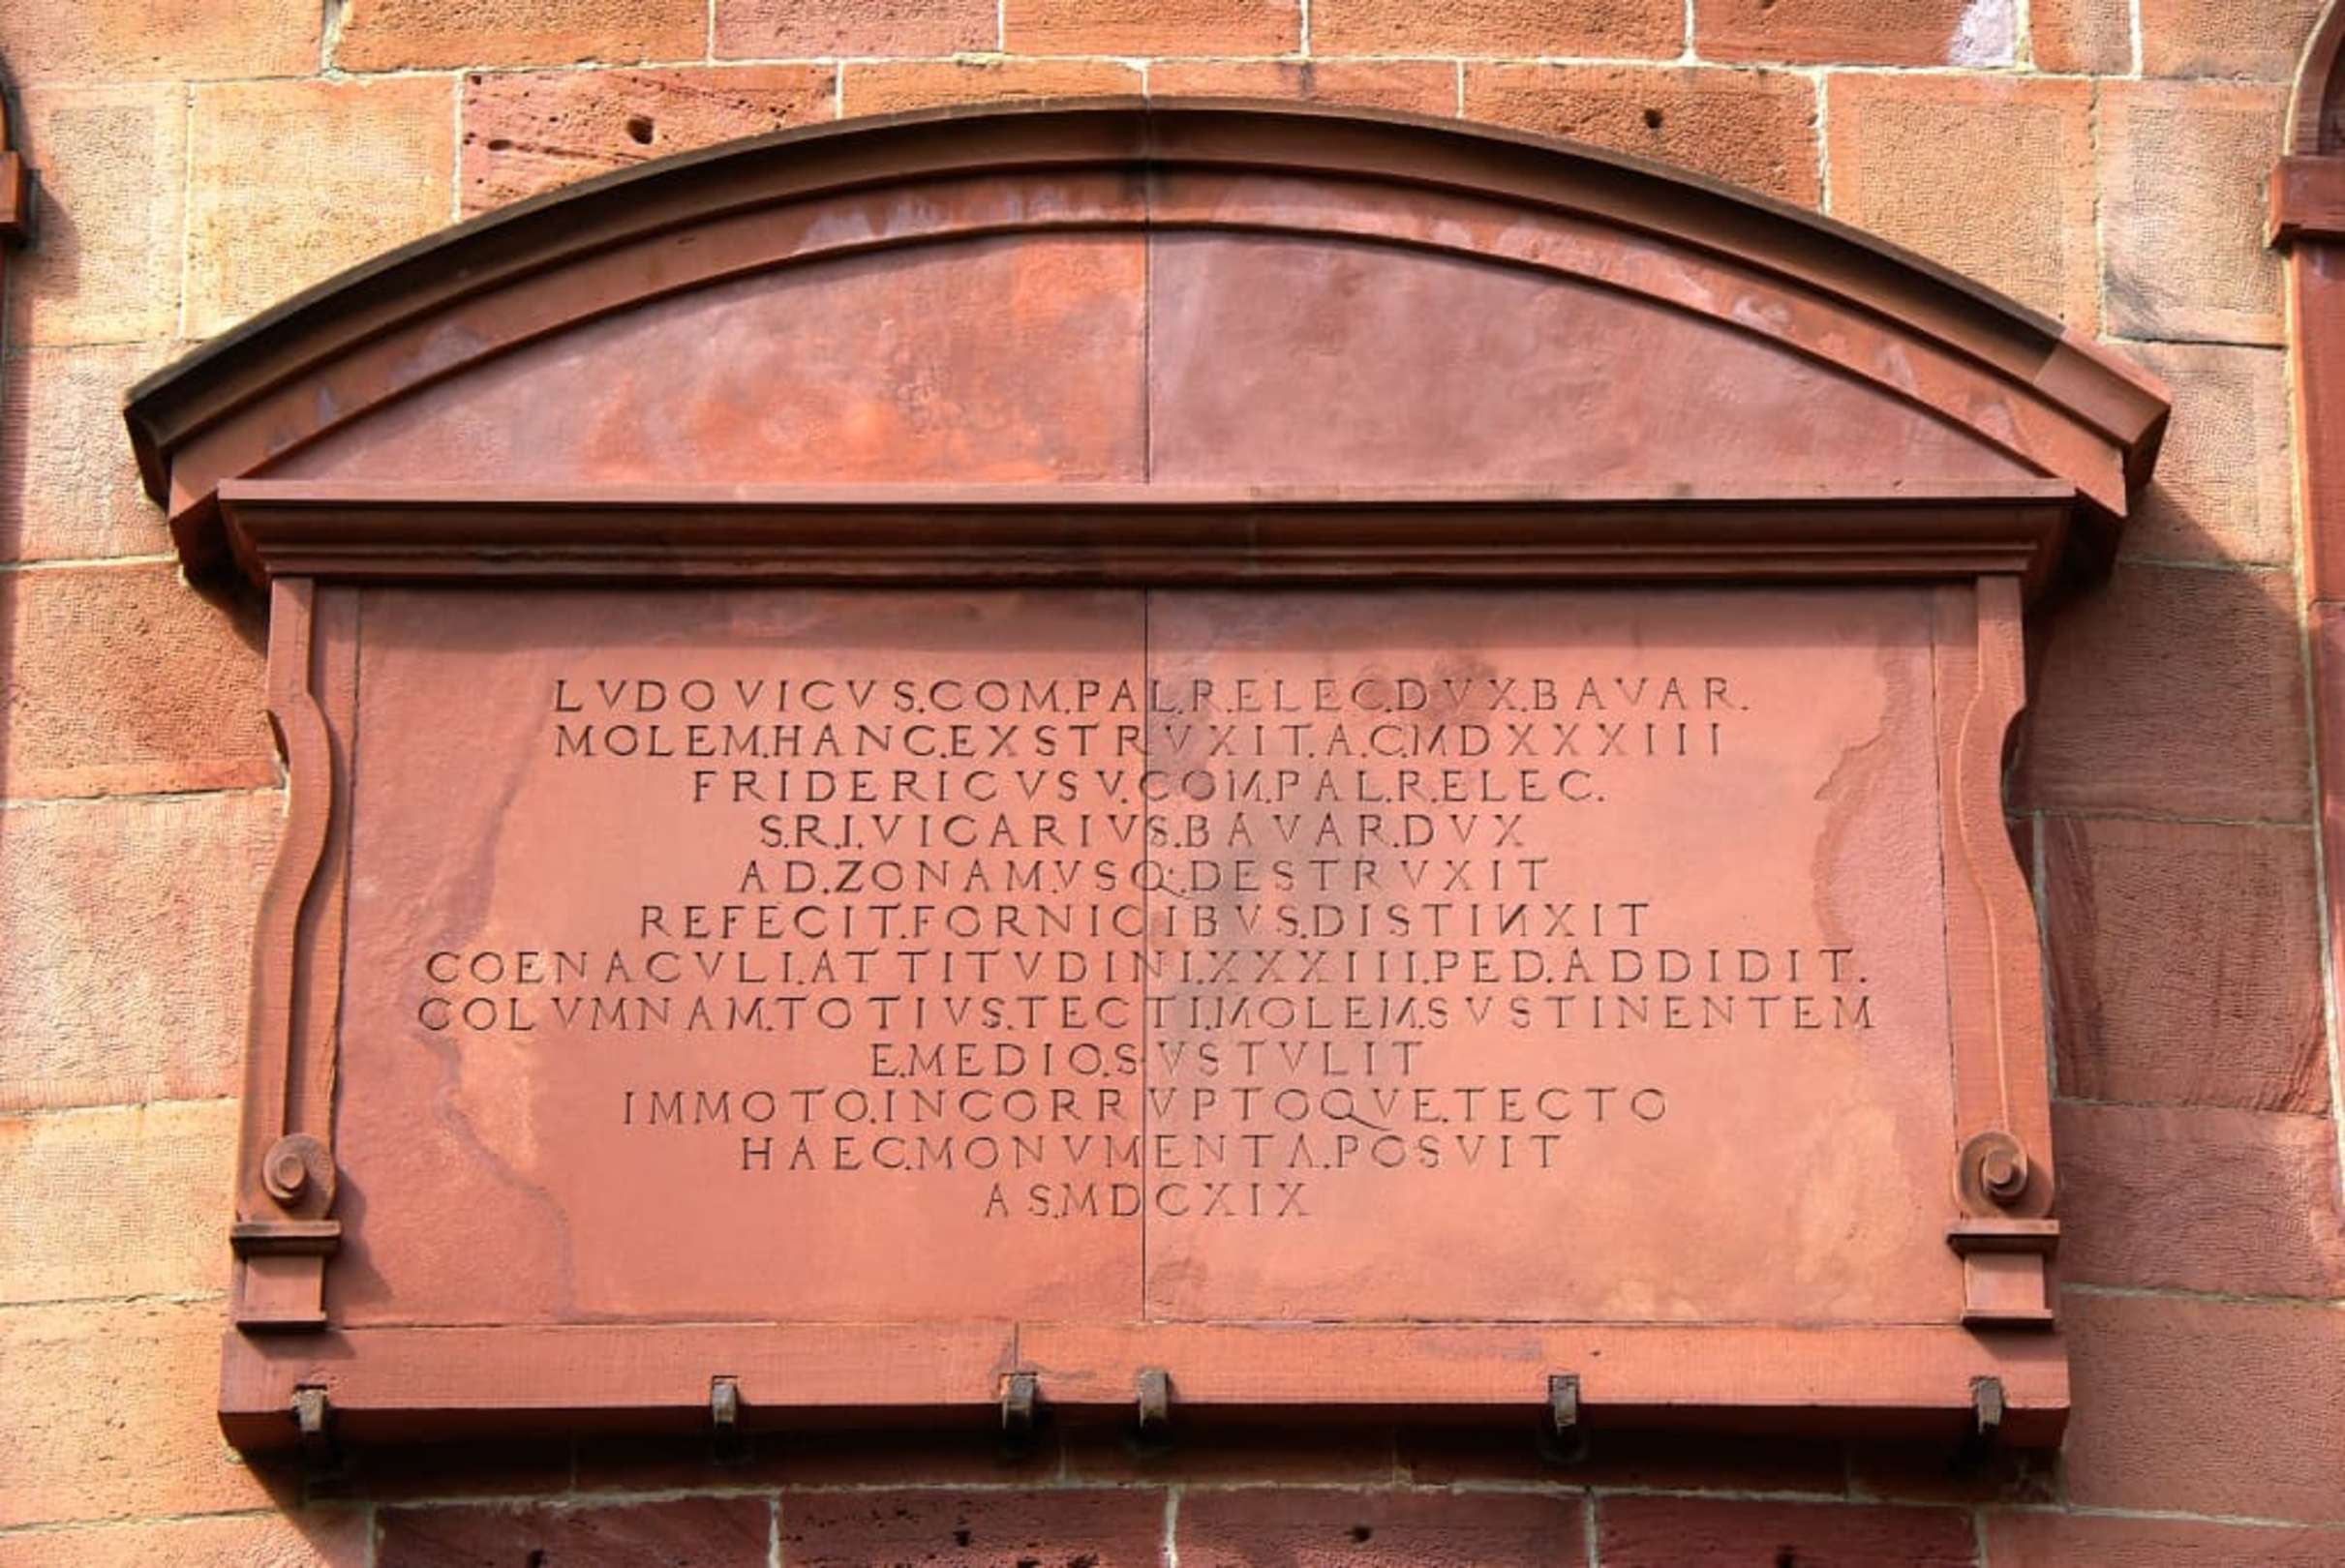 LVDOVICVS.COM.PAL.R.ELEC.DVX.BAVAR.
MOLEM.HANC.EXSTRVXIT.A.C.MDXXXIII
FRIDERICVS V.COM.PAL.R.ELEC.
S.R.I.VICARIVS.BAVAR.DVX
AD.ZONAM.VSQ.DESTRVXIT
REFECIT.FORNICIBVS.DISTINXIT
COENACVLI.ATTITVDINI.XXXIII.PED.ADDIDIT.
COLVMNAM.TOTIVS.TECTI.MOLEM.SVSTINENTEM
E.MEDIO.SVSTVLIT
IMMOTO.INCORRVPTOQVE.TECTO
HAEC.MONVMENTA.POSVIT
A S.MDCXIX